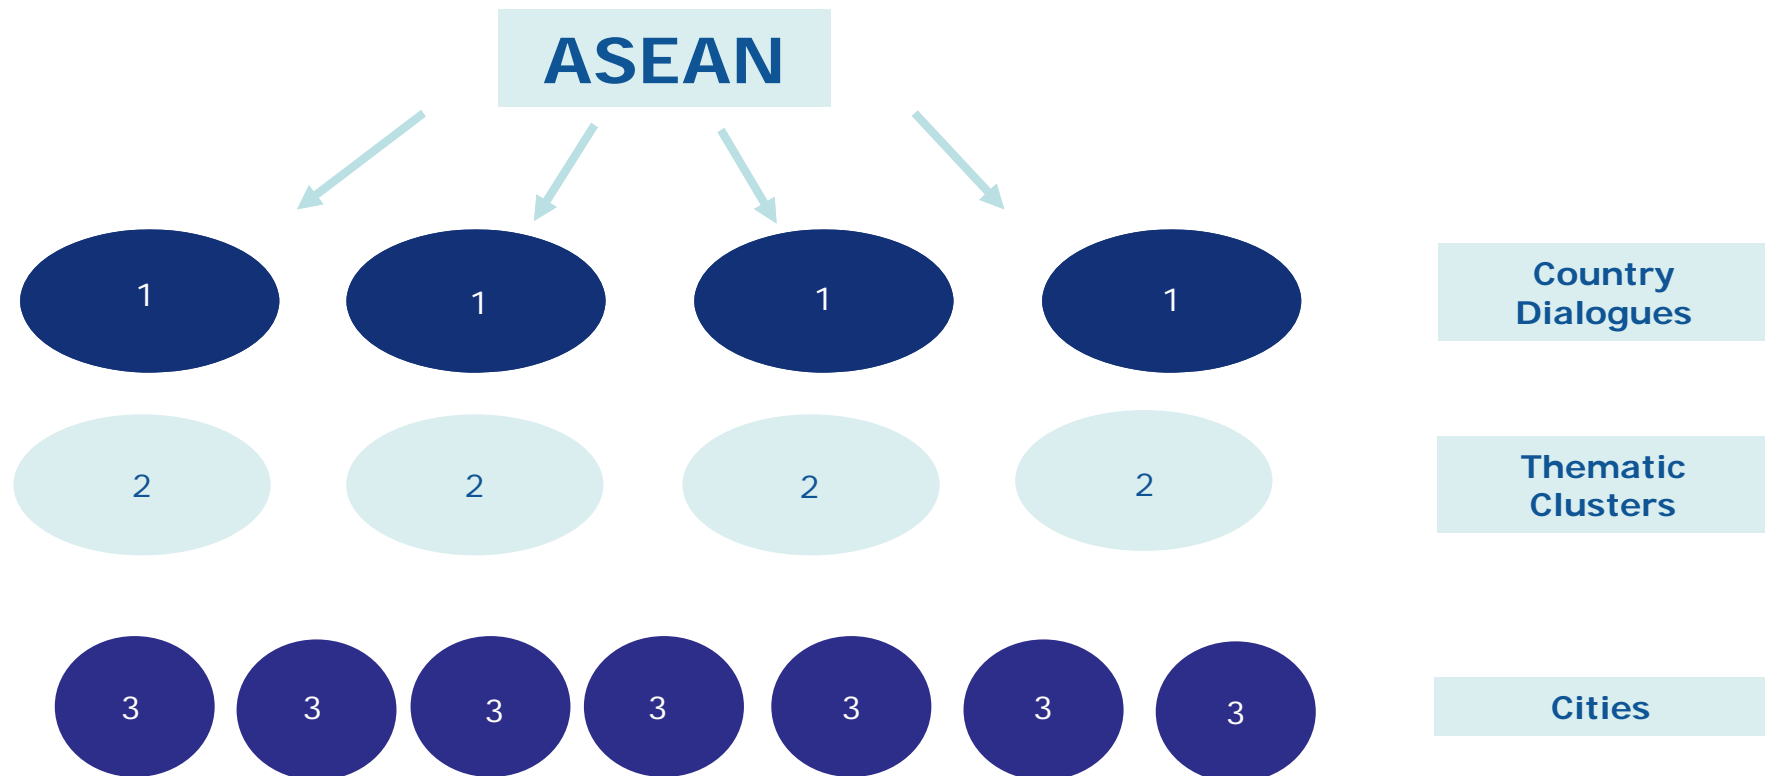 ASEAN
1 1 1 1
Country
Dialogues
2 2 2 2
Thematic
Clusters
3 3 3 3 3 3 3
Cities